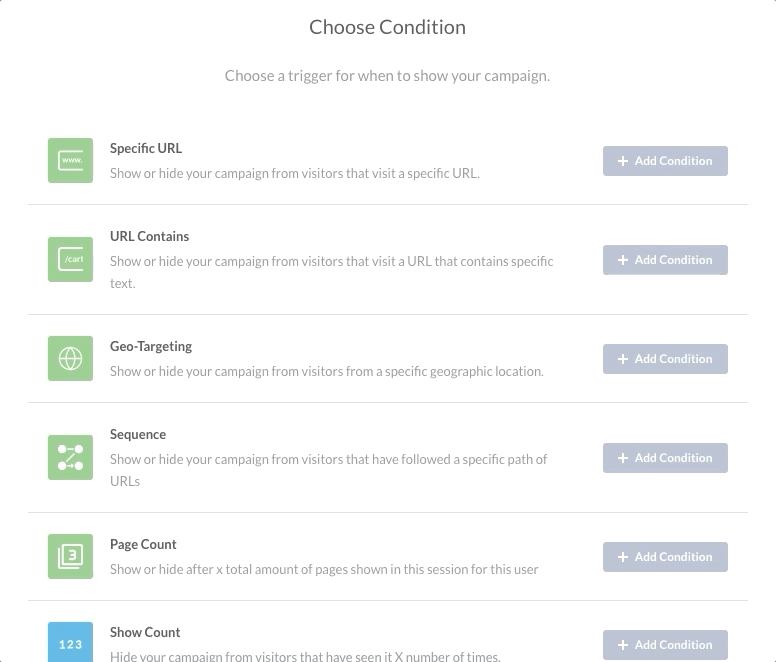 Choose Condition
Choose a trigger for when to show your campaign.
www.
Specific URL
Show or hide your campaign from visitors that visit a specific URL.
+ Add Condition
/cart
URL Contains
Show or hide your campaign from visitors that visit a URL that contains specific
text.
+ Add Condition
Geo-Targeting
Show or hide your campaign from visitors from a specific geographic location.
+ Add Condition
Sequence
Show or hide your campaign from visitors that have followed a specific path of
URLs
+ Add Condition
3
Page Count
Show or hide after x total amount of pages shown in this session for this user
+ Add Condition
123
Show Count
Hide your campaign from visitors that have seen it X number of times.
+ Add Condition